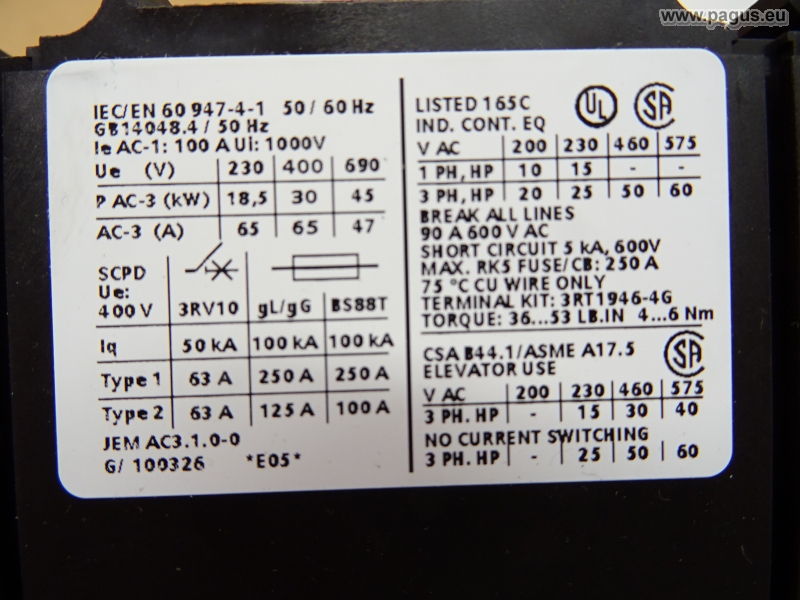 www.pagus.eu
IEC/EN 60 947-4-1 50 / 60 Hz
GB14048.4 / 50 Hz
Ie AC-1: 100 A Ui: 1000V
Ue (V) 230 400 690
P AC-3 (kW) 18,5 30 45
AC-3 (A) 65 65 47
SCPD
Ue:
400 V 3RV10 gL/gG BS88T
Iq 50 kA 100 kA 100 kA
Type 1 63 A 250 A 250 A
Type 2 63 A 125 A 100 A
JEM AC3.1.0-0
G/ 100326 *E05*
LISTED 165C UL SA
IND. CONT. EQ
V AC 200 230 460 575
1 PH, HP 10 15 - -
3 PH, HP 20 25 50 60
BREAK ALL LINES
90 A 600 V AC
SHORT CIRCUIT 5 kA, 600V
MAX. RK5 FUSE/CB: 250 A
75 °C CU WIRE ONLY
TERMINAL KIT: 3RT1946-4G
TORQUE: 36...53 LB.IN 4...6 Nm
CSA B44.1/ASME A17.5 SA
ELEVATOR USE
V AC 200 230 460 575
3 PH. HP - 15 30 40
NO CURRENT SWITCHING
3 PH. HP - 25 50 60